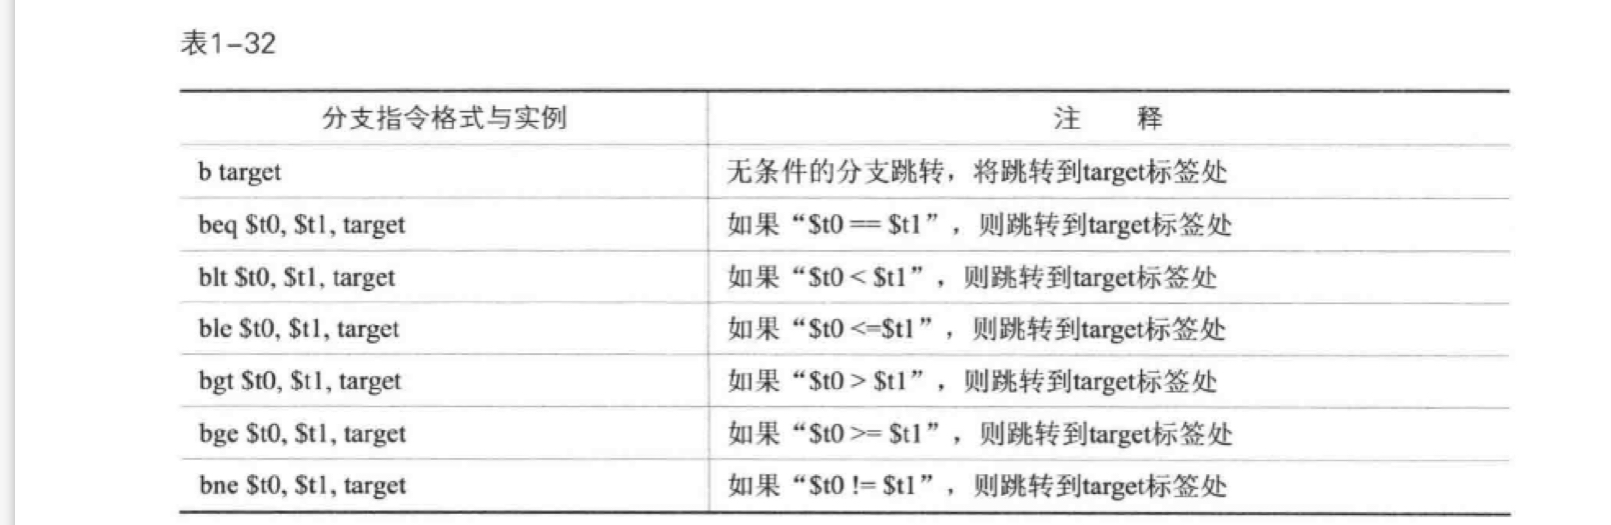 表1-32
分支指令格式与实例 注 释
b target 无条件的分支跳转，将跳转到target标签处
beq $t0, $t1, target 如果“$t0 == $t1”，则跳转到target标签处
blt $t0, $t1, target 如果“$t0 < $t1”，则跳转到target标签处
ble $t0, $t1, target 如果“$t0 <=$t1”，则跳转到target标签处
bgt $t0, $t1, target 如果“$t0 > $t1”，则跳转到target标签处
bge $t0, $t1, target 如果“$t0 >= $t1”，则跳转到target标签处
bne $t0, $t1, target 如果“$t0 != $t1”，则跳转到target标签处